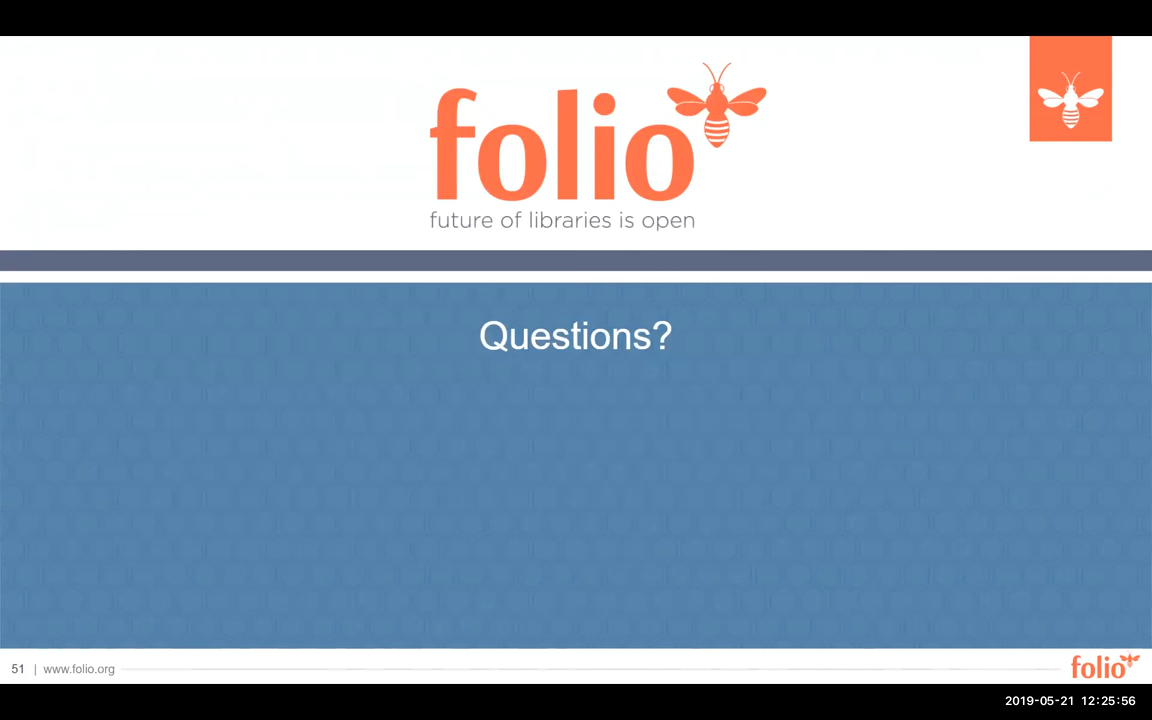 folio
future of libraries is open
Questions?
51 | www.folio.org
folio
2019-05-21 12:25:56